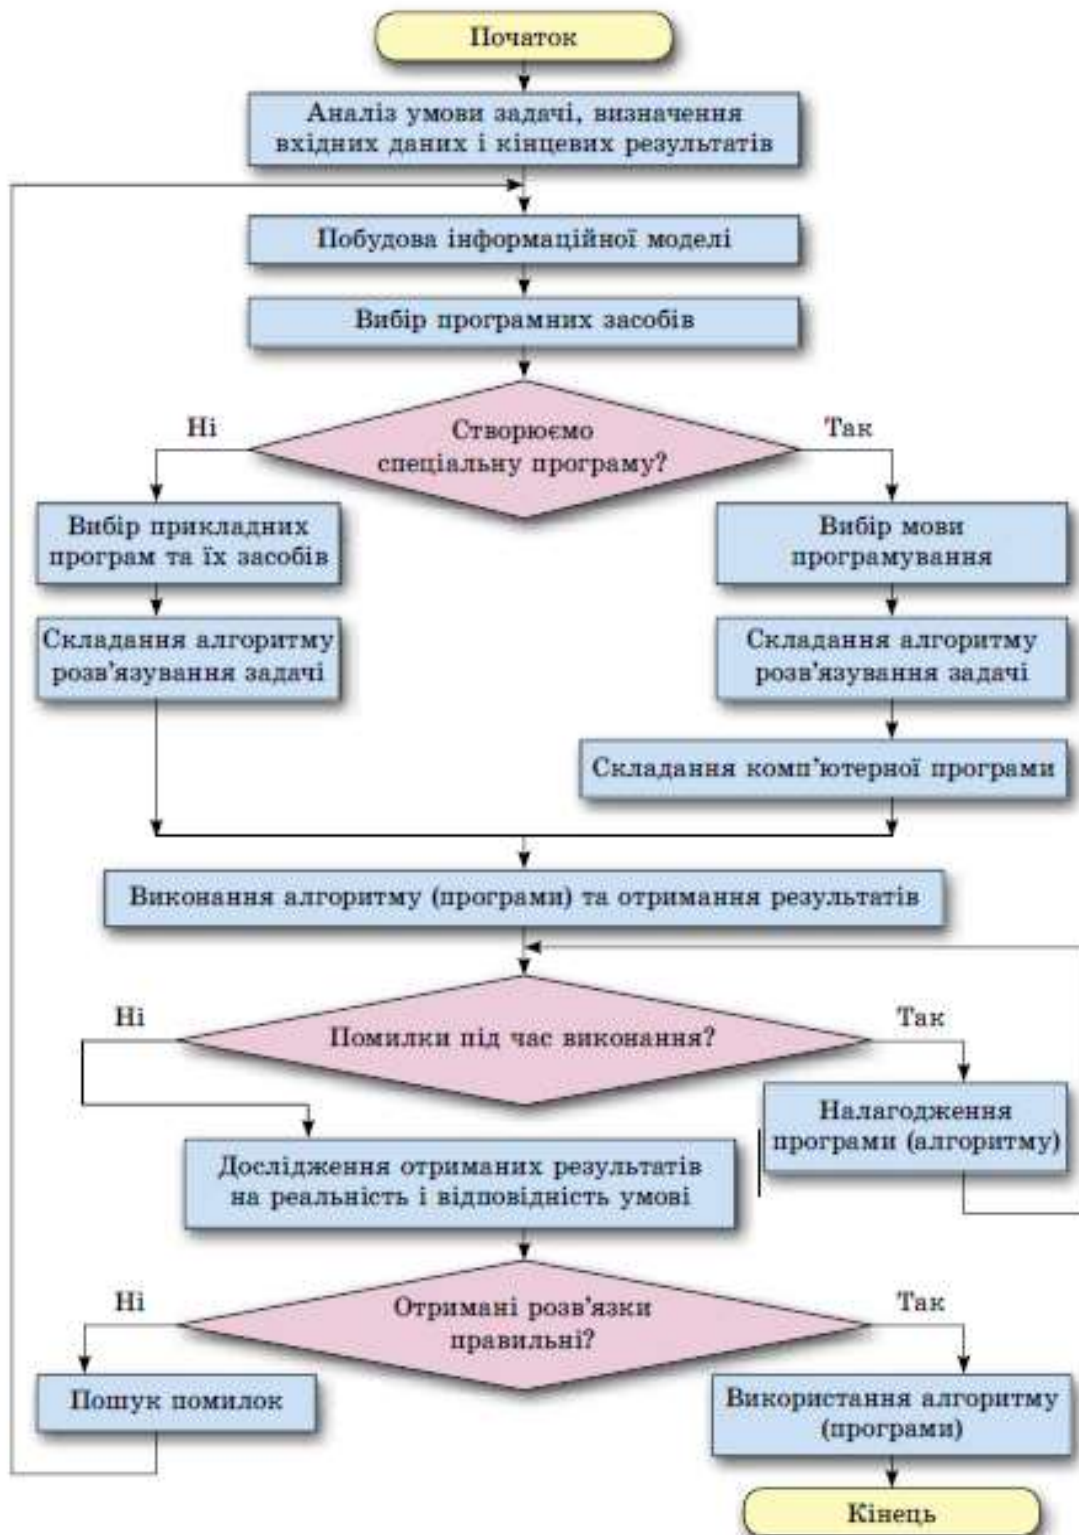 Початок
Аналіз умови задачі, визначення
вхідних даних і кінцевих результатів
Побудова інформаційної моделі
Вибір програмних засобів
Створюємо
спеціальну програму?
Ні
Так
Вибір прикладних
програм та їх засобів
Вибір мови
програмування
Складання алгоритму
розв'язування задачі
Складання алгоритму
розв'язування задачі
Складання комп'ютерної програми
Виконання алгоритму (програми) та отримання результатів
Помилки під час виконання?
Ні
Так
Налагодження
програми (алгоритму)
Дослідження отриманих результатів
на реальність і відповідність умові
Отримані розв'язки
правильні?
Ні
Так
Пошук помилок
Використання алгоритму
(програми)
Кінець